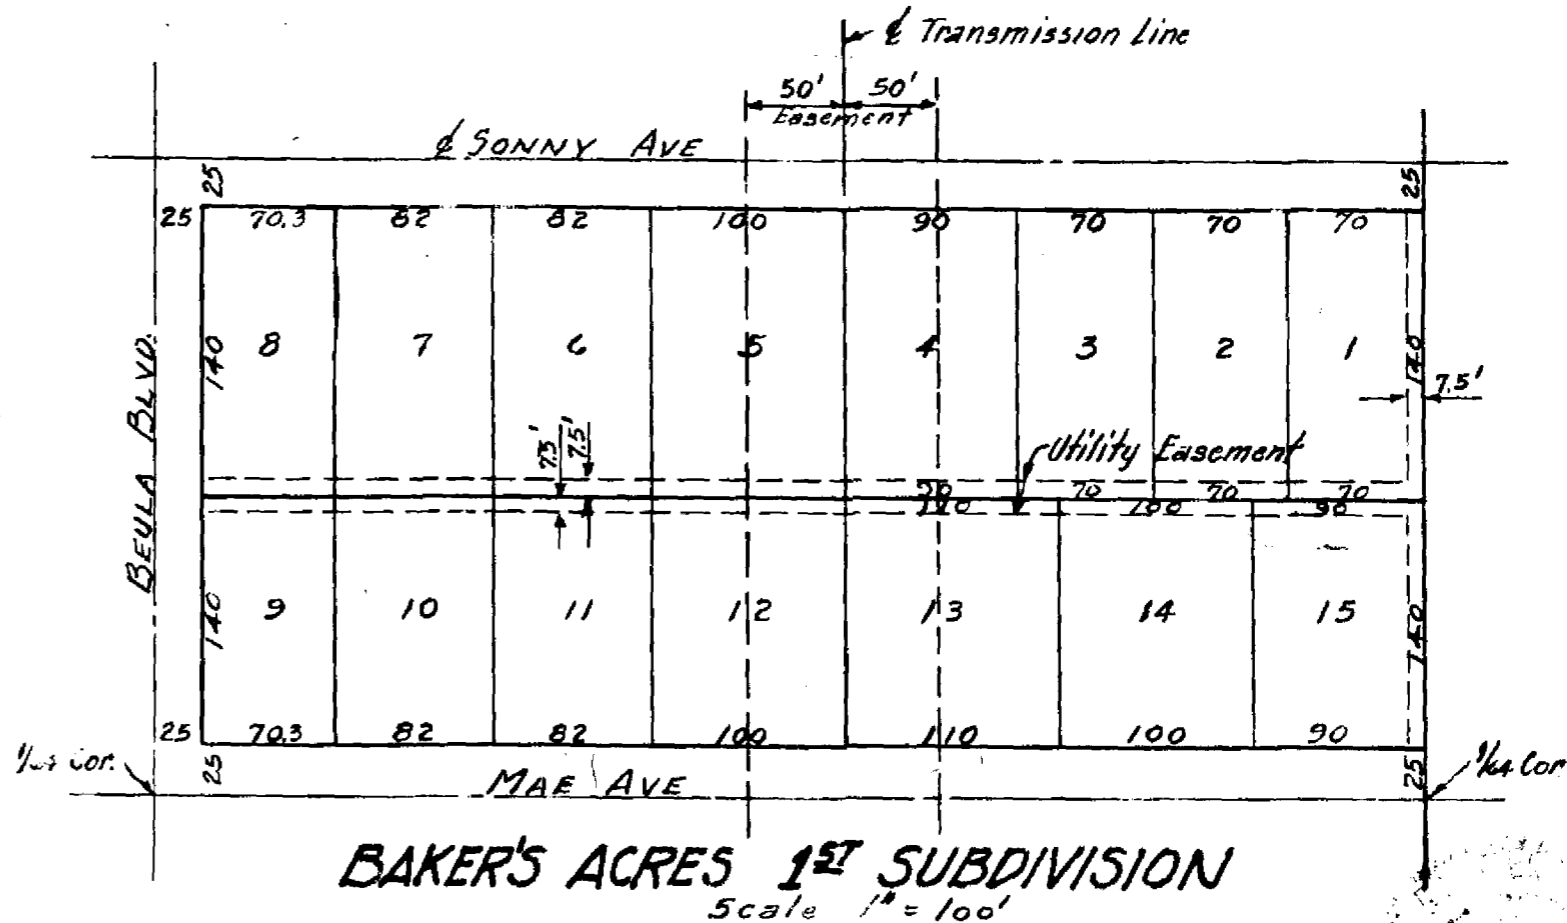 ℄ Transmission Line
50' 50'
Easement
℄ SONNY AVE
25 25
25 70.3 82 82 100 90 70 70 70
8 7 6 5 4 3 2 1
140 140
7.5'
BEULA BLVD.
7.5' 7.5'
Utility Easement
90 70 70 70
110 100 90
9 10 11 12 13 14 15
140 140
25 70.3 82 82 100 110 100 90
25 25
Cor. 1/64 Cor
MAE AVE
BAKER'S ACRES 1ST SUBDIVISION
Scale 1" = 100'